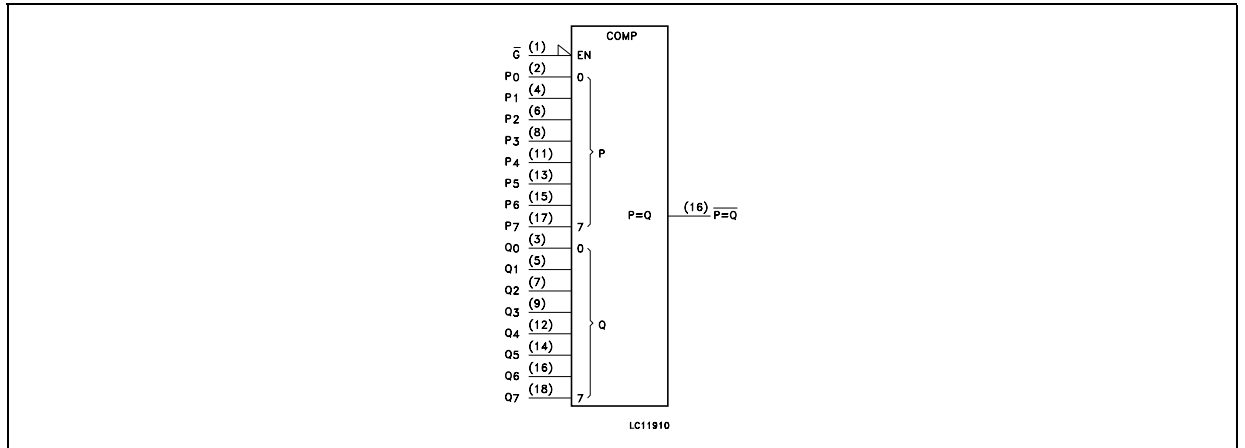 COMP
G̅ (1) EN
P0 (2) 0
P1 (4)
P2 (6)
P3 (8)
P4 (11) P
P5 (13)
P6 (15)
P7 (17) 7 P=Q (16) P̅=̅Q̅
Q0 (3) 0
Q1 (5)
Q2 (7)
Q3 (9)
Q4 (12) Q
Q5 (14)
Q6 (16)
Q7 (18) 7
LC11910